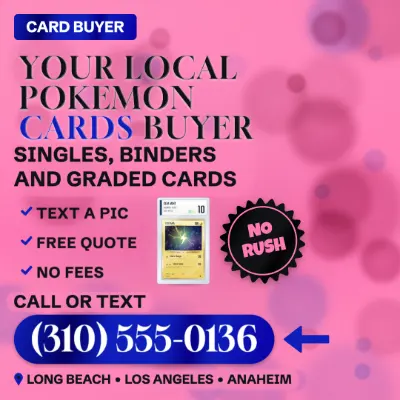 CARD BUYER
YOUR LOCAL
POKEMON
CARDS BUYER
SINGLES, BINDERS
AND GRADED CARDS
TEXT A PIC
FREE QUOTE
NO FEES
10
NO
RUSH
CALL OR TEXT
(310) 555-0136
LONG BEACH • LOS ANGELES • ANAHEIM